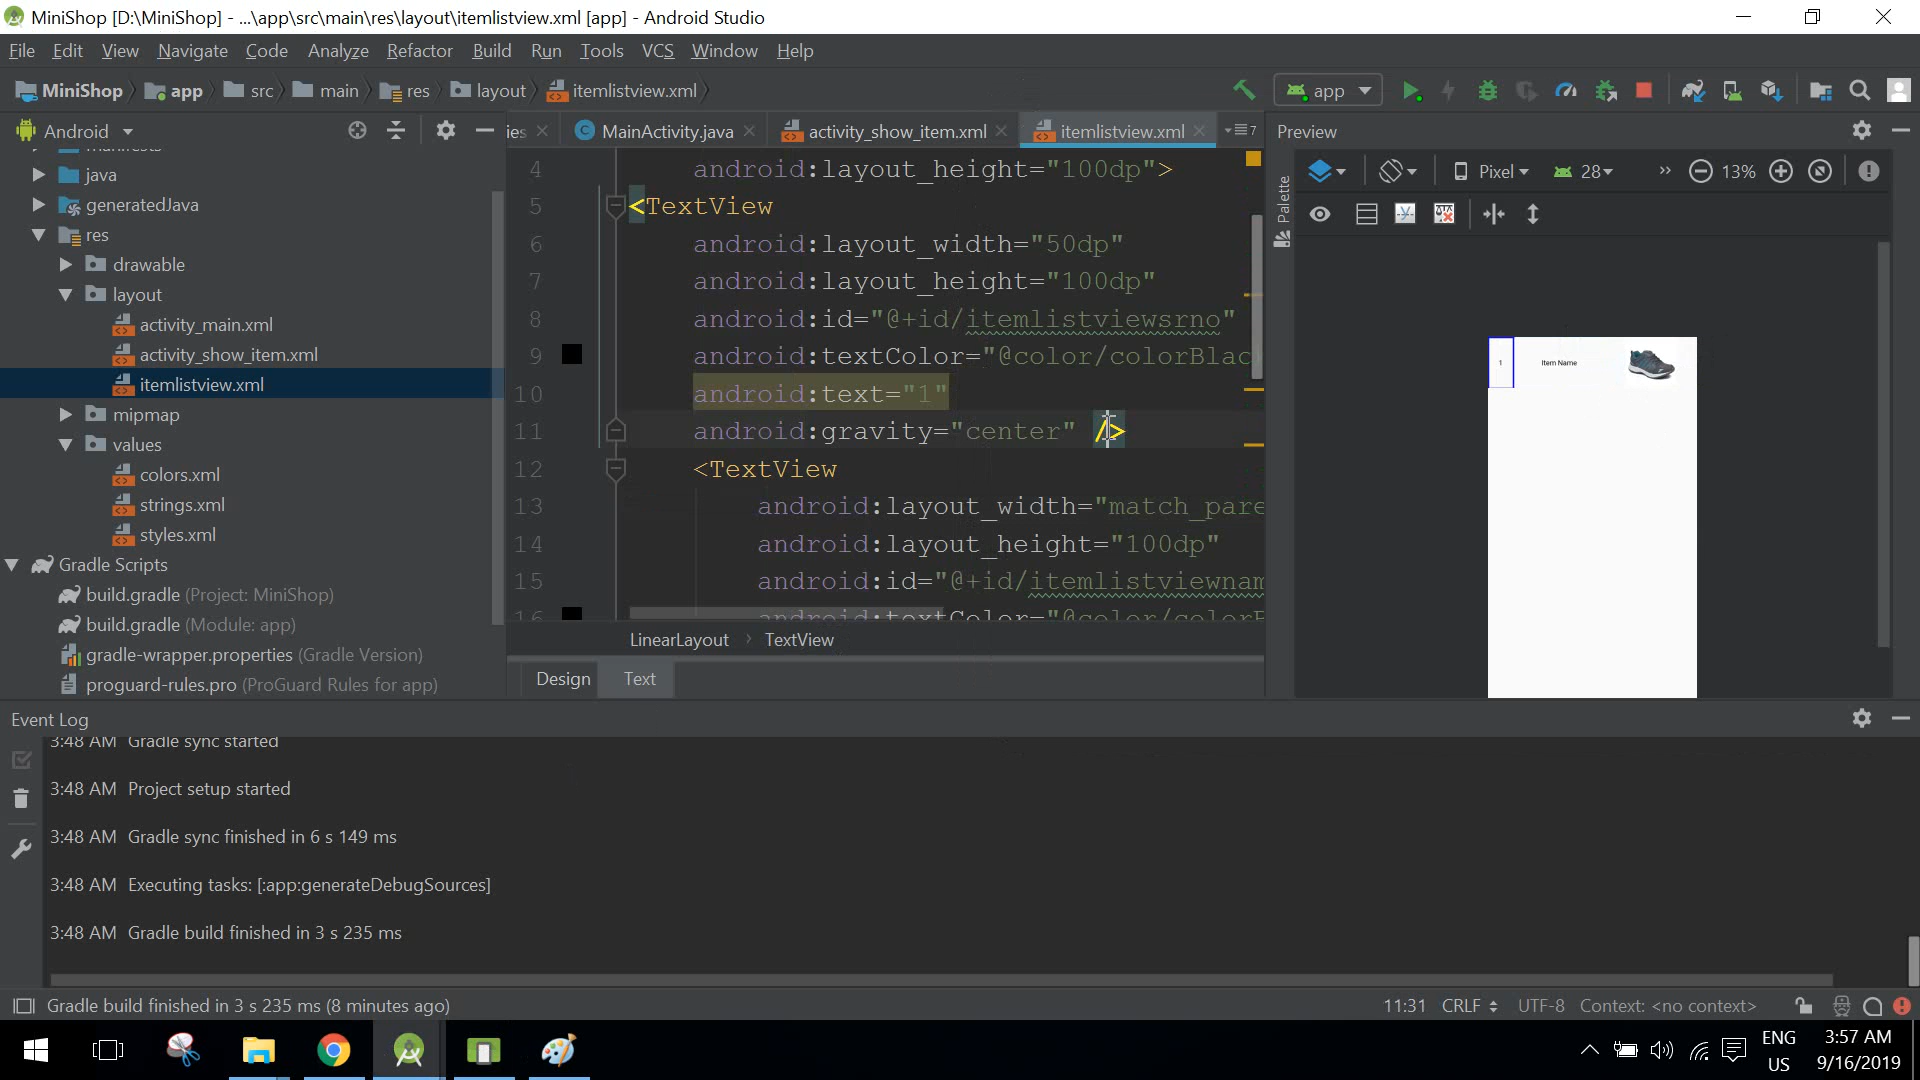 MiniShop [D:\MiniShop] - ...\app\src\main\res\layout\itemlistview.xml [app] - Android Studio
File Edit View Navigate Code Analyze Refactor Build Run Tools VCS Window Help
MiniShop app src main res layout itemlistview.xml app
Android
ies MainActivity.java activity_show_item.xml itemlistview.xml 7
Preview
manifests
java
generatedJava
res
drawable
layout
activity_main.xml
activity_show_item.xml
itemlistview.xml
mipmap
values
colors.xml
strings.xml
styles.xml
Gradle Scripts
build.gradle (Project: MiniShop)
build.gradle (Module: app)
gradle-wrapper.properties (Gradle Version)
proguard-rules.pro (ProGuard Rules for app)
4 android:layout_height="100dp">
5 <TextView
6 android:layout_width="50dp"
7 android:layout_height="100dp"
8 android:id="@+id/itemlistviewsrno"
9 android:textColor="@color/colorBlac
10 android:text="1"
11 android:gravity="center" />
12 <TextView
13 android:layout_width="match_pare
14 android:layout_height="100dp"
15 android:id="@+id/itemlistviewnam
16 android:textColor="@color/colorB
LinearLayout TextView
Design Text
Palette
Pixel 28 » 13%
1 Item Name
Event Log
3:48 AM Gradle sync started
3:48 AM Project setup started
3:48 AM Gradle sync finished in 6 s 149 ms
3:48 AM Executing tasks: [:app:generateDebugSources]
3:48 AM Gradle build finished in 3 s 235 ms
Gradle build finished in 3 s 235 ms (8 minutes ago)
11:31 CRLF UTF-8 Context: <no context>
ENG
US
3:57 AM
9/16/2019